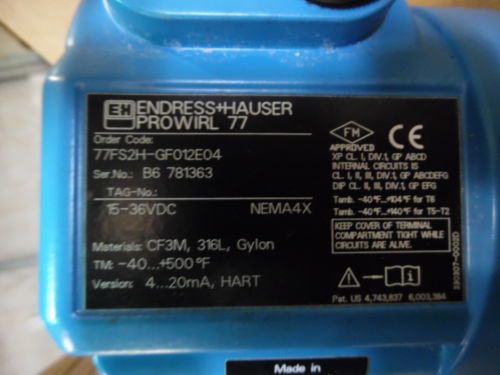 EH ENDRESS+HAUSER
PROWIRL 77
Order Code:
77FS2H-GF012E04
Ser.No.: B6 781363
TAG-No.:
15-36VDC NEMA4X
Materials: CF3M, 316L, Gylon
TM: -40...+500°F
Version: 4...20mA, HART
FM
APPROVED
CE
XP CL. I, DIV.1, GP ABCD
INTERNAL CIRCUITS IS
CL. I, II, III, DIV.1, GP ABCDEFG
DIP CL. II, III, DIV.1, GP EFG
Tamb. -40°F...+104°F for T6
Tamb. -40°F...+140°F for T5-T2
KEEP COVER OF TERMINAL
COMPARTMENT TIGHT WHILE
CIRCUITS ARE ALIVE.
i
Pat. US 4,743,837 6,003,384
330307-0002D
Made in